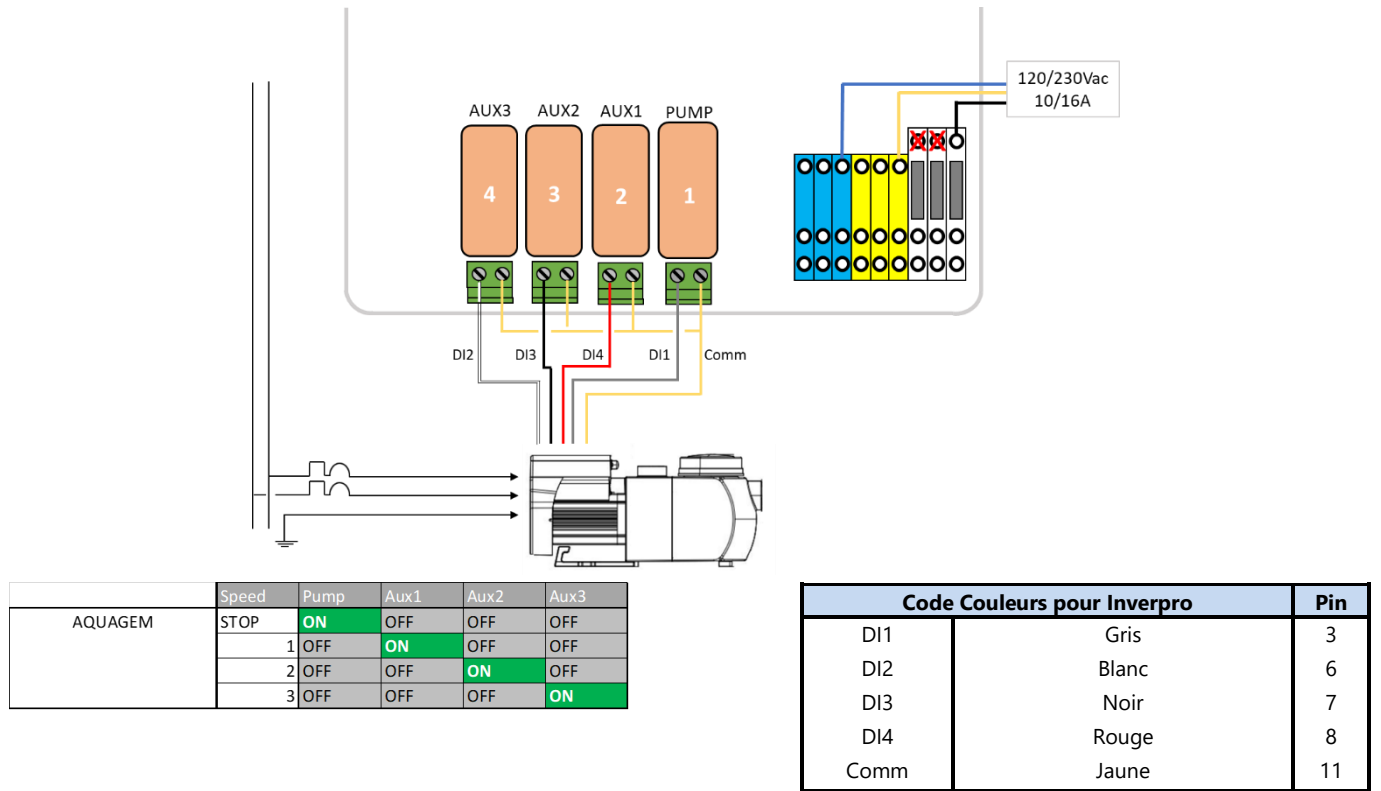 120/230Vac
10/16A
AUX3 AUX2 AUX1 PUMP
4 3 2 1
DI2 DI3 DI4 DI1 Comm
Speed Pump Aux1 Aux2 Aux3
AQUAGEM STOP ON OFF OFF OFF
1 OFF ON OFF OFF
2 OFF OFF ON OFF
3 OFF OFF OFF ON
Code Couleurs pour Inverpro Pin
DI1 Gris 3
DI2 Blanc 6
DI3 Noir 7
DI4 Rouge 8
Comm Jaune 11